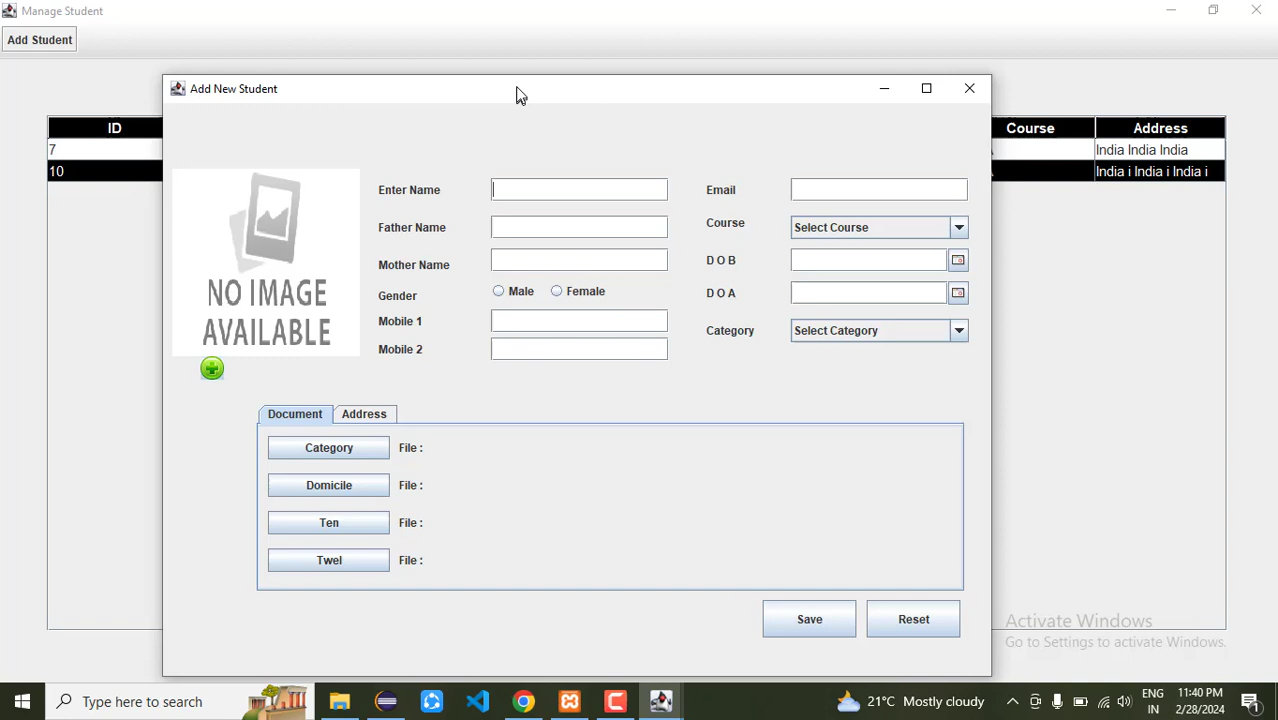 Manage Student
Add Student
Add New Student
ID Course Address
7 India India India
10 India i India i India i
NO IMAGE
AVAILABLE
Enter Name
Father Name
Mother Name
Gender Male Female
Mobile 1
Mobile 2
Email
Course Select Course
D O B
D O A
Category Select Category
Document Address
Category File :
Domicile File :
Ten File :
Twel File :
Save Reset
Activate Windows
Go to Settings to activate Windows.
Type here to search
21°C Mostly cloudy
ENG
IN
11:40 PM
2/28/2024
1